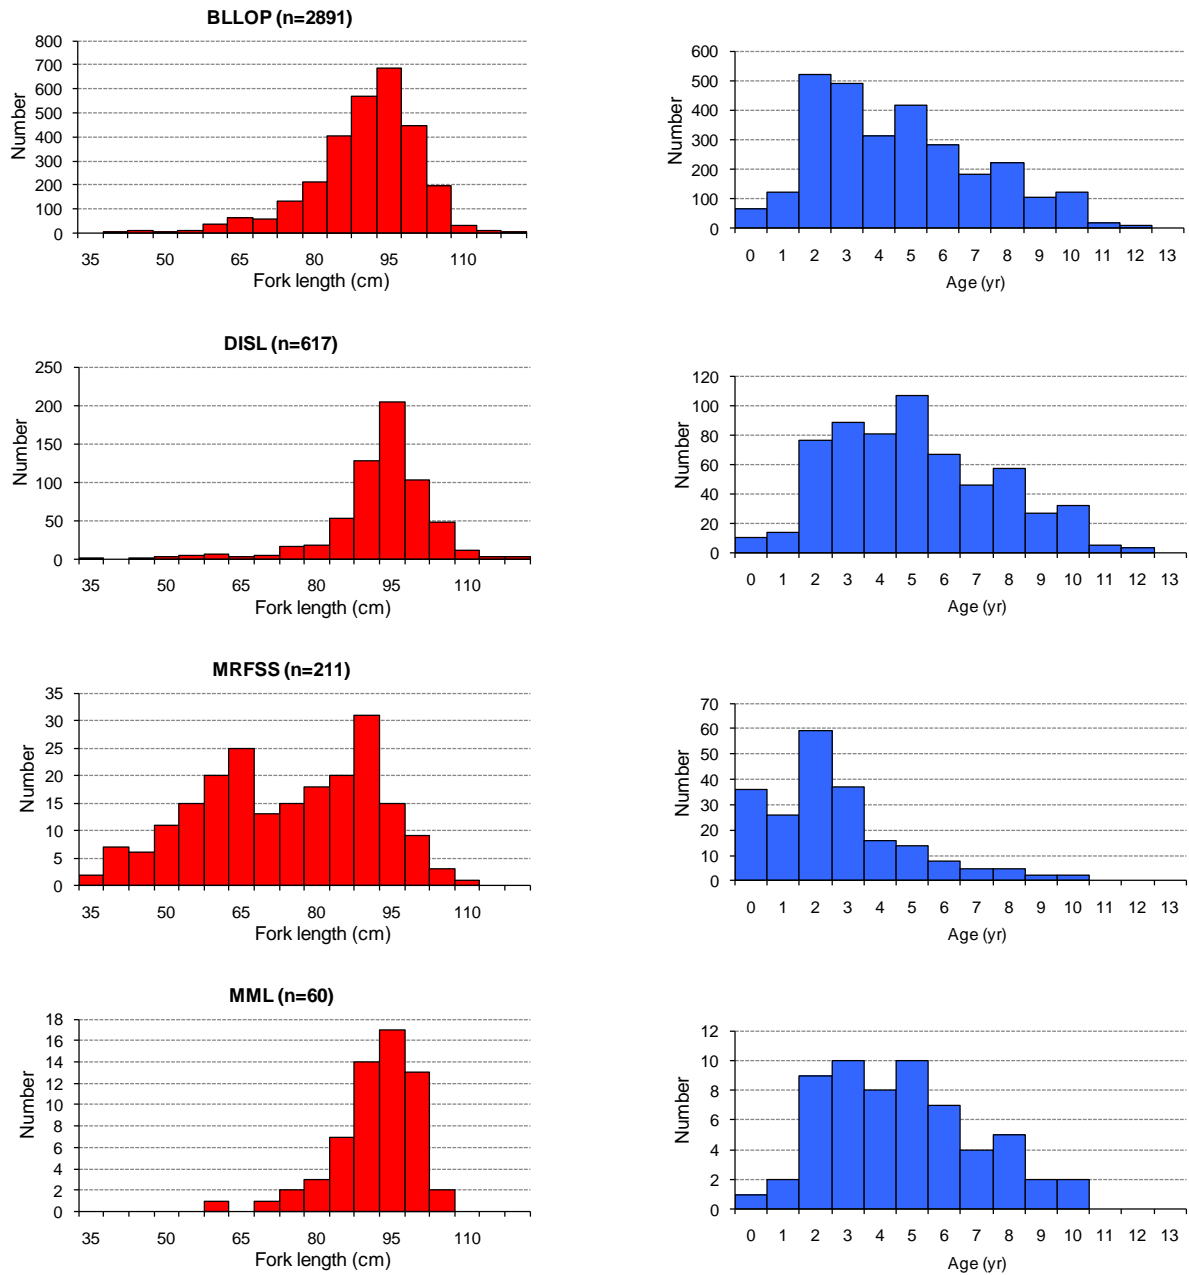 BLLOP (n=2891)
800
700
600
500
400
300
200
100
0
Number
35 50 65 80 95 110
Fork length (cm)
600
500
400
300
200
100
0
Number
0 1 2 3 4 5 6 7 8 9 10 11 12 13
Age (yr)
DISL (n=617)
250
200
150
100
50
0
Number
35 50 65 80 95 110
Fork length (cm)
120
100
80
60
40
20
0
Number
0 1 2 3 4 5 6 7 8 9 10 11 12 13
Age (yr)
MRFSS (n=211)
35
30
25
20
15
10
5
0
Number
35 50 65 80 95 110
Fork length (cm)
70
60
50
40
30
20
10
0
Number
0 1 2 3 4 5 6 7 8 9 10 11 12 13
Age (yr)
MML (n=60)
18
16
14
12
10
8
6
4
2
0
Number
35 50 65 80 95 110
Fork length (cm)
12
10
8
6
4
2
0
Number
0 1 2 3 4 5 6 7 8 9 10 11 12 13
Age (yr)